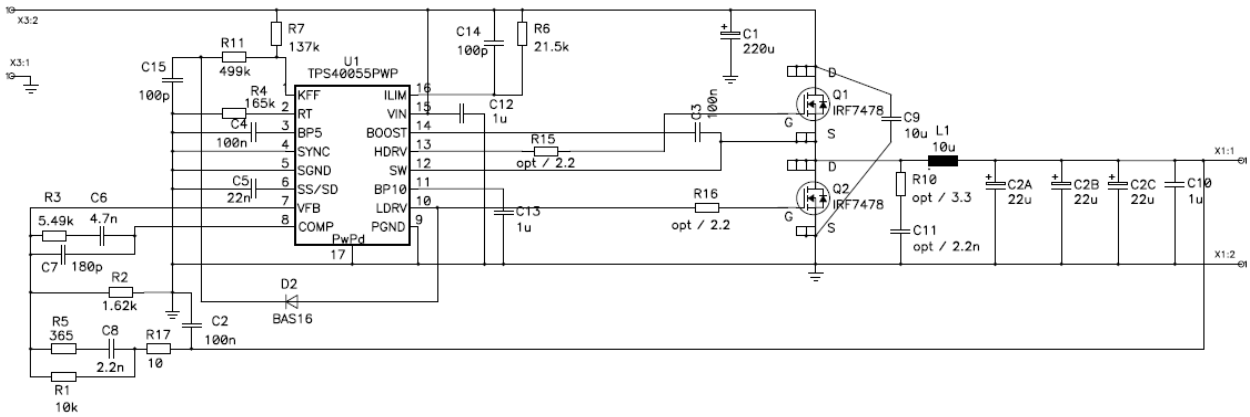 X3:2
X3:1
R7
137k
R11
499k
C15
100p
R4
165k
C4
100n
C5
22n
R3
5.49k
C6
4.7n
C7
180p
R2
1.62k
R5
365
C8
2.2n
R17
10
R1
10k
C2
100n
D2
BAS16
U1
TPS40055PWP
1 KFF ILIM 16
2 RT VIN 15
3 BP5 BOOST 14
4 SYNC HDRV 13
5 SGND SW 12
6 SS/SD BP10 11
7 VFB LDRV 10
8 COMP PGND 9
PwPd
17
C14
100p
R6
21.5k
C12
1u
R15
opt / 2.2
C13
1u
R16
opt / 2.2
C3
100n
+
C1
220u
D
Q1
IRF7478
G
S
C9
10u
D
Q2
IRF7478
G
S
L1
10u
R10
opt / 3.3
C11
opt / 2.2n
+
C2A
22u
+
C2B
22u
+
C2C
22u
C10
1u
X1:1
X1:2